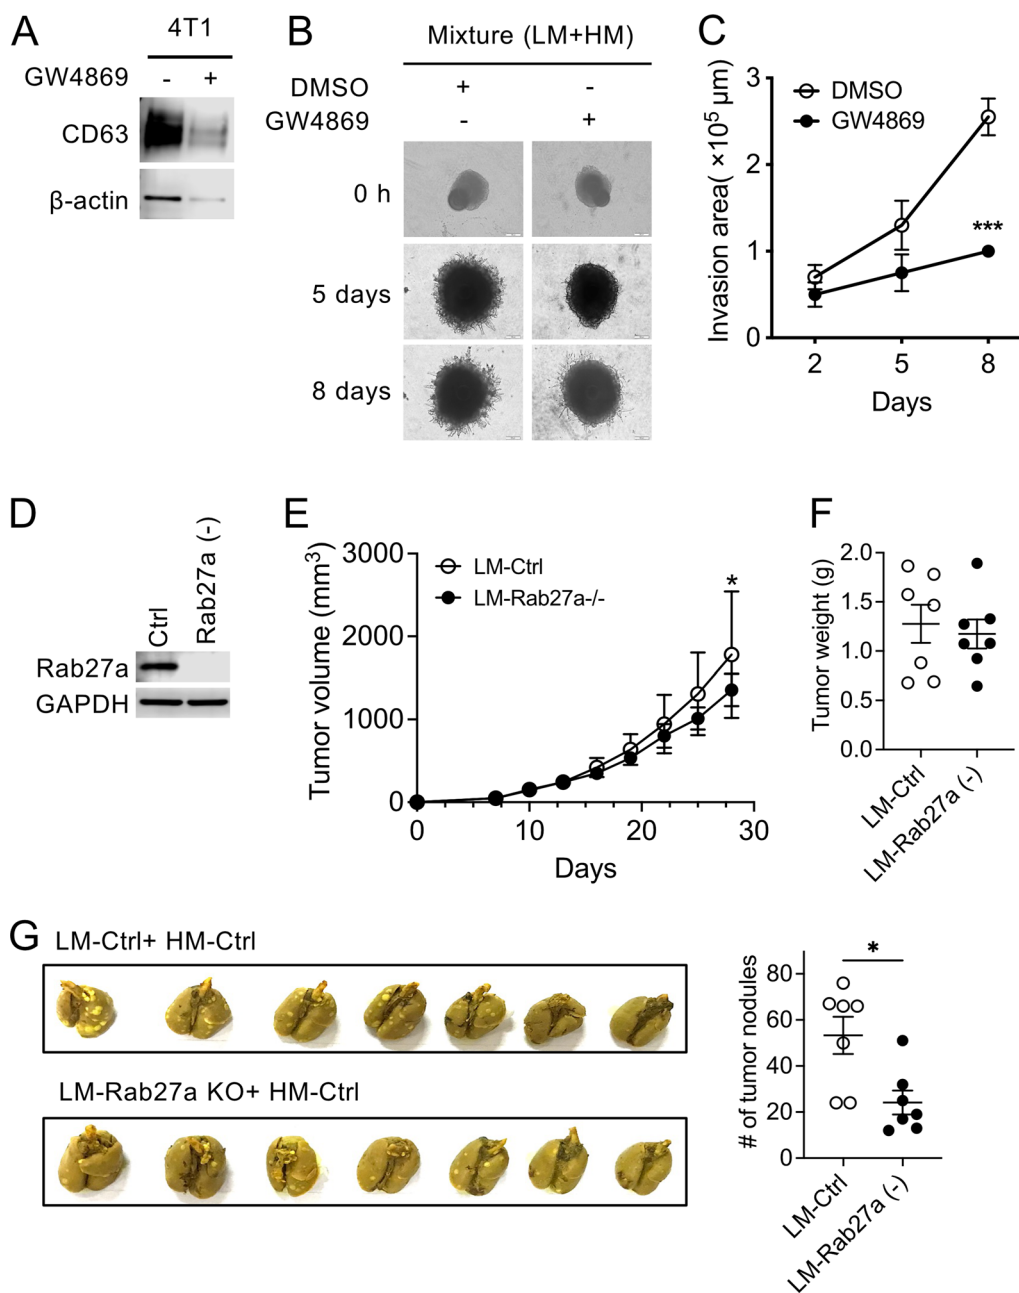 A
4T1
GW4869 - +
CD63
β-actin
B
Mixture (LM+HM)
DMSO + -
GW4869 - +
0 h
5 days
8 days
C
DMSO
GW4869
Invasion area( ×10⁵ μm)
3
2
1
0
***
2 5 8
Days
D
Ctrl
Rab27a (-)
Rab27a
GAPDH
E
Tumor volume (mm³)
3000
2000
1000
0
LM-Ctrl
LM-Rab27a-/-
*
0 10 20 30
Days
F
Tumor weight (g)
2.0
1.5
1.0
0.5
0.0
LM-Ctrl
LM-Rab27a (-)
G
LM-Ctrl+ HM-Ctrl
LM-Rab27a KO+ HM-Ctrl
# of tumor nodules
80
60
40
20
0
*
LM-Ctrl
LM-Rab27a (-)